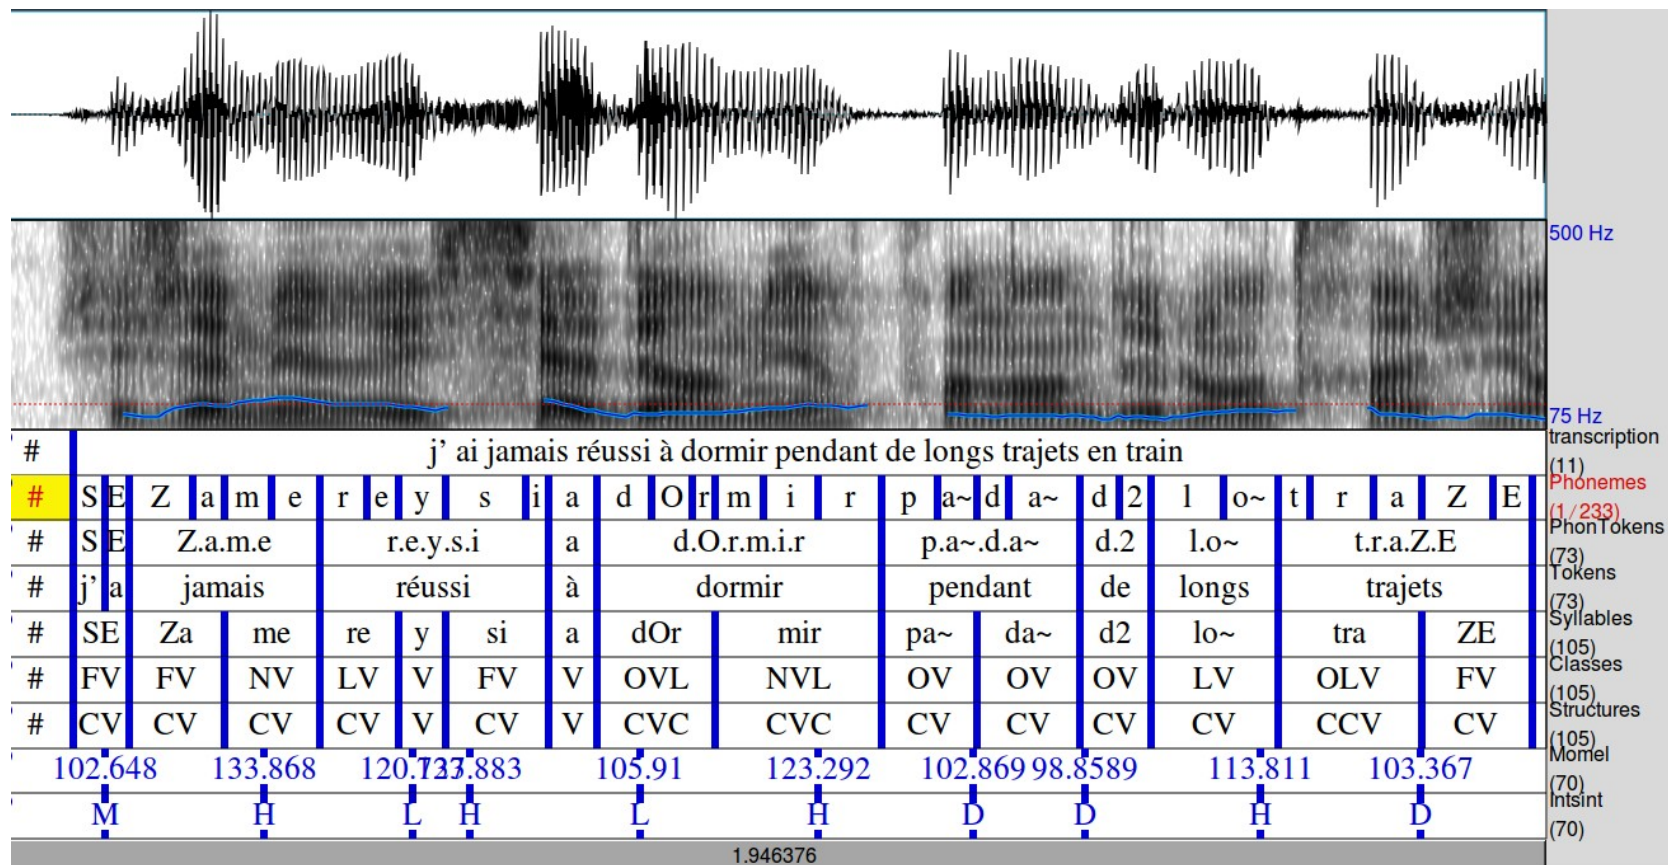 500 Hz
75 Hz
# j' ai jamais réussi à dormir pendant de longs trajets en train transcription (11)
# S E Z a m e r e y s i a d O r m i r p a~ d a~ d 2 l o~ t r a Z E Phonemes (1/233)
# S E Z.a.m.e r.e.y.s.i a d.O.r.m.i.r p.a~.d.a~ d.2 l.o~ t.r.a.Z.E PhonTokens (73)
# j' a jamais réussi à dormir pendant de longs trajets Tokens (73)
# SE Za me re y si a dOr mir pa~ da~ d2 lo~ tra ZE Syllables (105)
# FV FV NV LV V FV V OVL NVL OV OV OV LV OLV FV Classes (105)
# CV CV CV CV V CV V CVC CVC CV CV CV CV CCV CV Structures (105)
102.648 133.868 105.91 123.292 102.869 98.8589 113.811 103.367 Momel (70)
M H L H L H D D H D Intsint (70)
1.946376